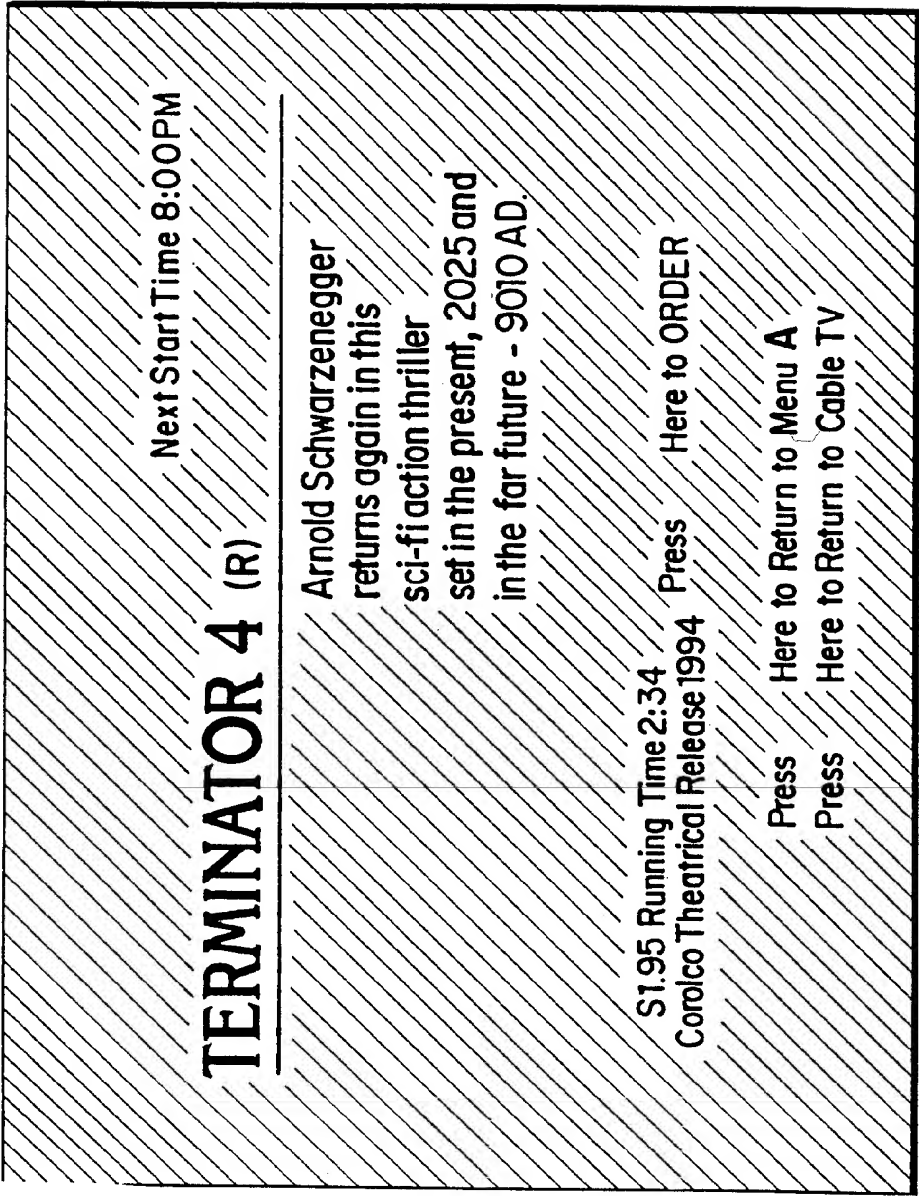 Next Start Time 8:00PM
TERMINATOR 4 (R)
Arnold Schwarzenegger
returns again in this
sci-fi action thriller
set in the present, 2025 and
in the far future - 9010 AD.
S1.95 Running Time 2:34
Corolco Theatrical Release 1994
Press Here to ORDER
Press Here to Return to Menu A
Press Here to Return to Cable TV